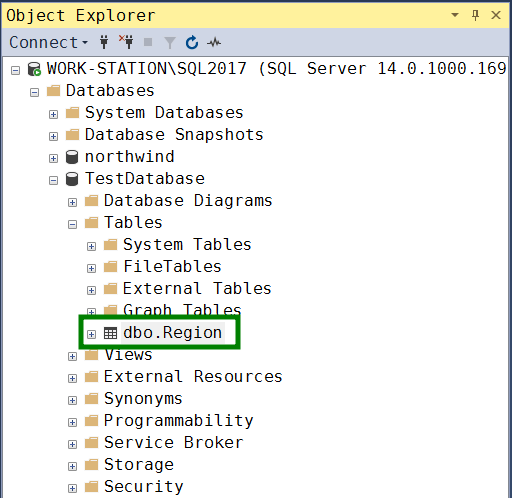 Object Explorer
Connect
WORK-STATION\SQL2017 (SQL Server 14.0.1000.169
Databases
System Databases
Database Snapshots
northwind
TestDatabase
Database Diagrams
Tables
System Tables
FileTables
External Tables
Graph Tables
dbo.Region
Views
External Resources
Synonyms
Programmability
Service Broker
Storage
Security